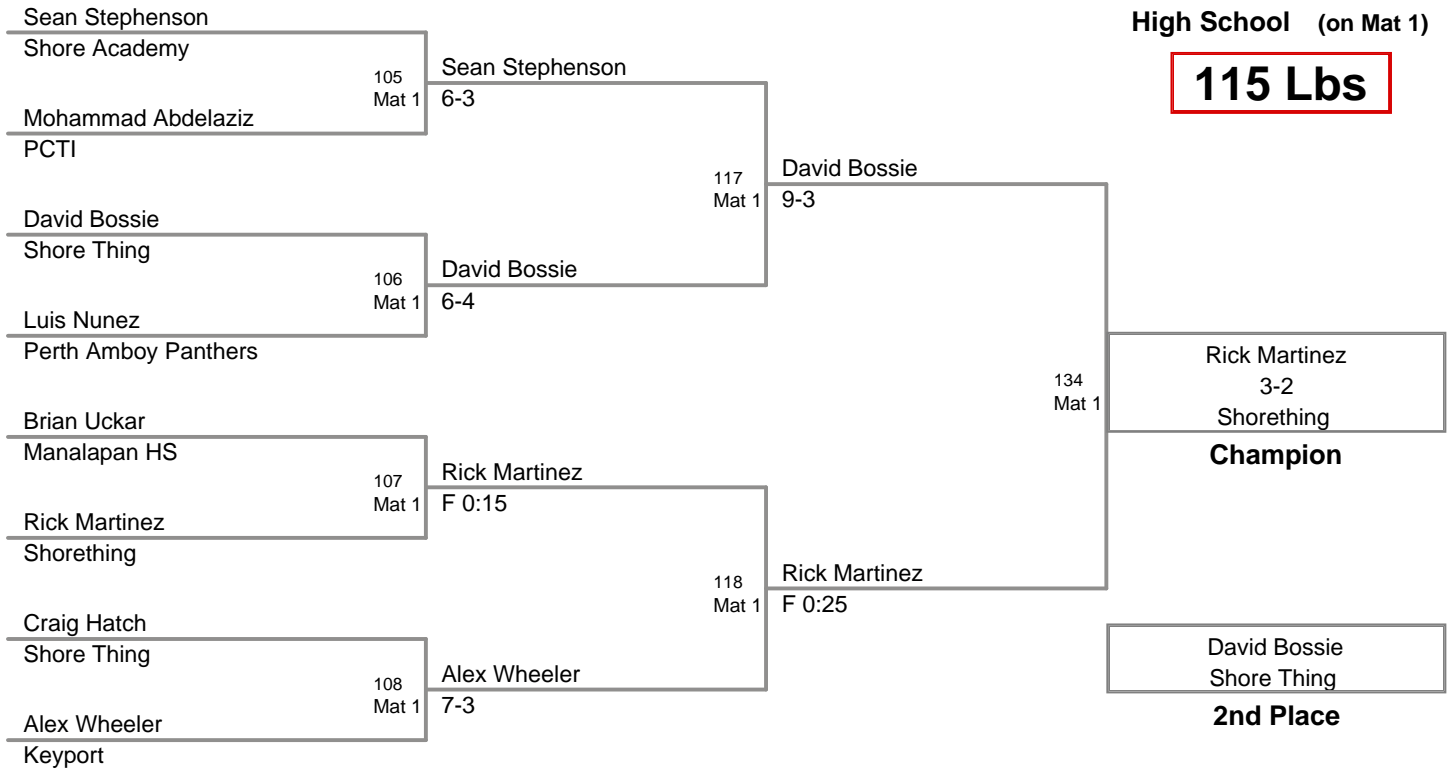 High School (on Mat 1)
115 Lbs
Sean Stephenson
Shore Academy
105
Mat 1
Sean Stephenson
6-3
Mohammad Abdelaziz
PCTI
117
Mat 1
David Bossie
9-3
David Bossie
Shore Thing
106
Mat 1
David Bossie
6-4
Luis Nunez
Perth Amboy Panthers
134
Mat 1
Rick Martinez
3-2
Shorething
Champion
Brian Uckar
Manalapan HS
107
Mat 1
Rick Martinez
F 0:15
Rick Martinez
Shorething
118
Mat 1
Rick Martinez
F 0:25
Craig Hatch
Shore Thing
108
Mat 1
Alex Wheeler
7-3
Alex Wheeler
Keyport
David Bossie
Shore Thing
2nd Place